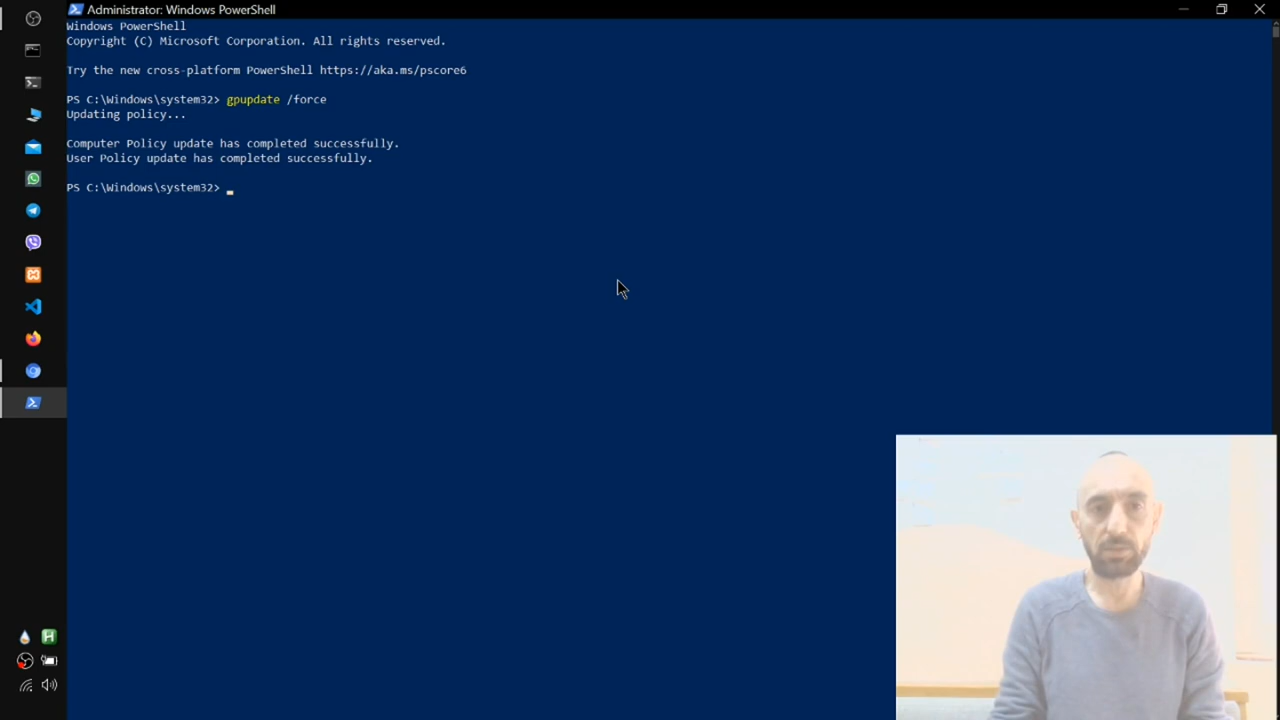 Administrator: Windows PowerShell
Windows PowerShell
Copyright (C) Microsoft Corporation. All rights reserved.
Try the new cross-platform PowerShell https://aka.ms/pscore6
PS C:\Windows\system32> gpupdate /force
Updating policy...
Computer Policy update has completed successfully.
User Policy update has completed successfully.
PS C:\Windows\system32>